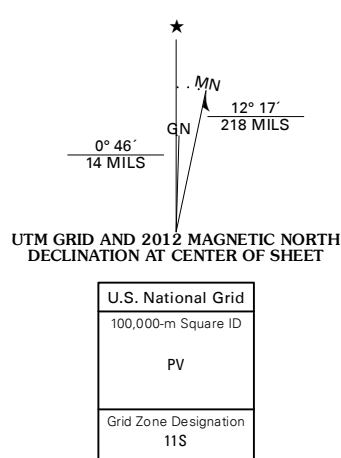 ★
MN
GN
12° 17´
218 MILS
0° 46´
14 MILS
UTM GRID AND 2012 MAGNETIC NORTH
DECLINATION AT CENTER OF SHEET
U.S. National Grid
100,000-m Square ID
PV
Grid Zone Designation
11S